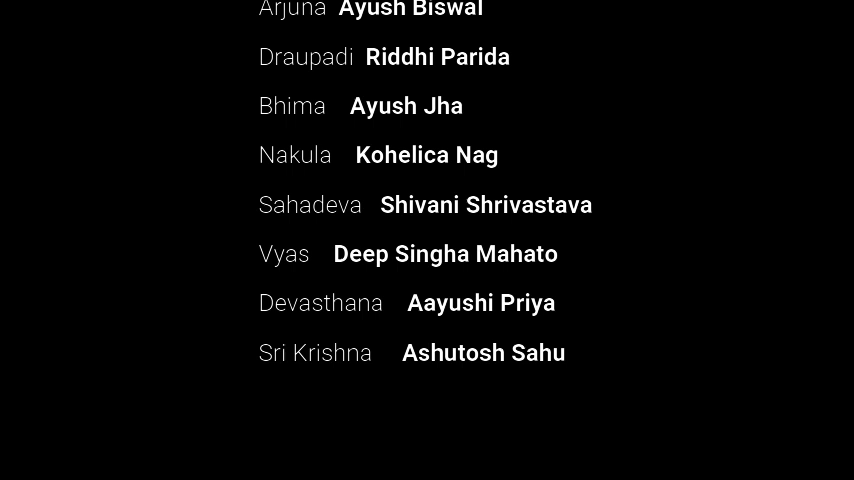 Arjuna Ayush Biswal
Draupadi Riddhi Parida
Bhima Ayush Jha
Nakula Kohelica Nag
Sahadeva Shivani Shrivastava
Vyas Deep Singha Mahato
Devasthana Aayushi Priya
Sri Krishna Ashutosh Sahu